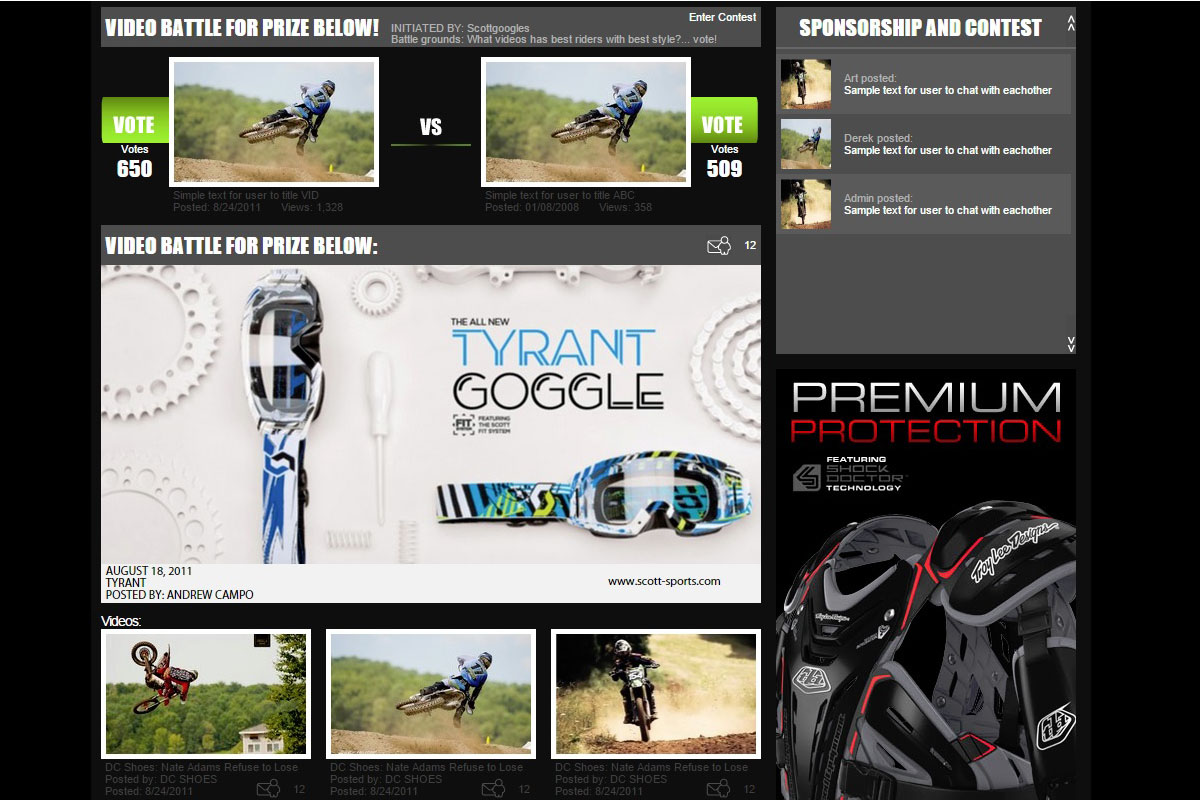 VIDEO BATTLE FOR PRIZE BELOW!
INITIATED BY: Scottgoogles
Battle grounds: What videos has best riders with best style?... vote!
Enter Contest
VOTE
Votes
650
VS
VOTE
Votes
509
Simple text for user to title VID
Posted: 8/24/2011 Views: 1,328
Simple text for user to title ABC
Posted: 01/08/2008 Views: 358
VIDEO BATTLE FOR PRIZE BELOW:
12
THE ALL NEW
TYRANT
GOGGLE
FIT
SYSTEM
FEATURING
THE SCOTT
FIT SYSTEM
AUGUST 18, 2011
TYRANT
POSTED BY: ANDREW CAMPO
www.scott-sports.com
Videos:
DC Shoes: Nate Adams Refuse to Lose
Posted by: DC SHOES
Posted: 8/24/2011
12
DC Shoes: Nate Adams Refuse to Lose
Posted by: DC SHOES
Posted: 8/24/2011
12
DC Shoes: Nate Adams Refuse to Lose
Posted by: DC SHOES
Posted: 8/24/2011
12
SPONSORSHIP AND CONTEST
Art posted:
Sample text for user to chat with eachother
Derek posted:
Sample text for user to chat with eachother
Admin posted:
Sample text for user to chat with eachother
PREMIUM
PROTECTION
FEATURING
SHOCK
DOCTOR
TECHNOLOGY
Troy Lee Designs